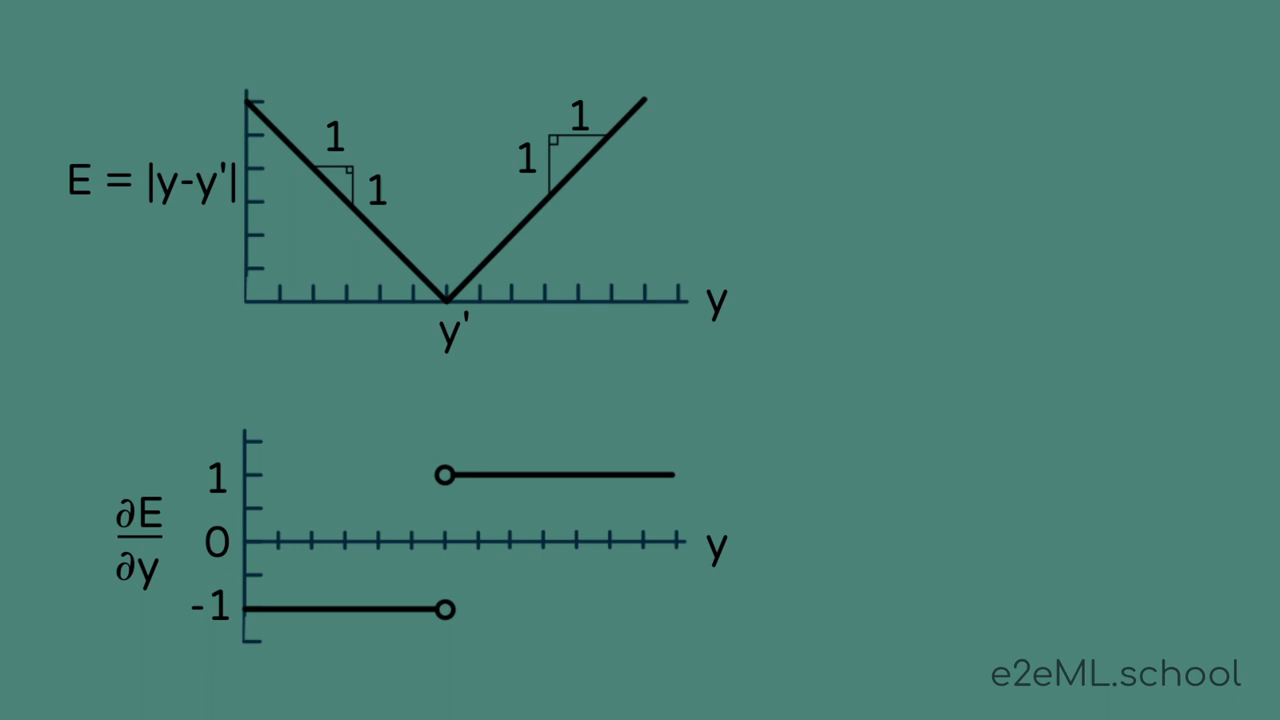 1
1
1
1
E = |y-y'|
y
y'
1
∂E
∂y
0
y
-1
e2eML.school